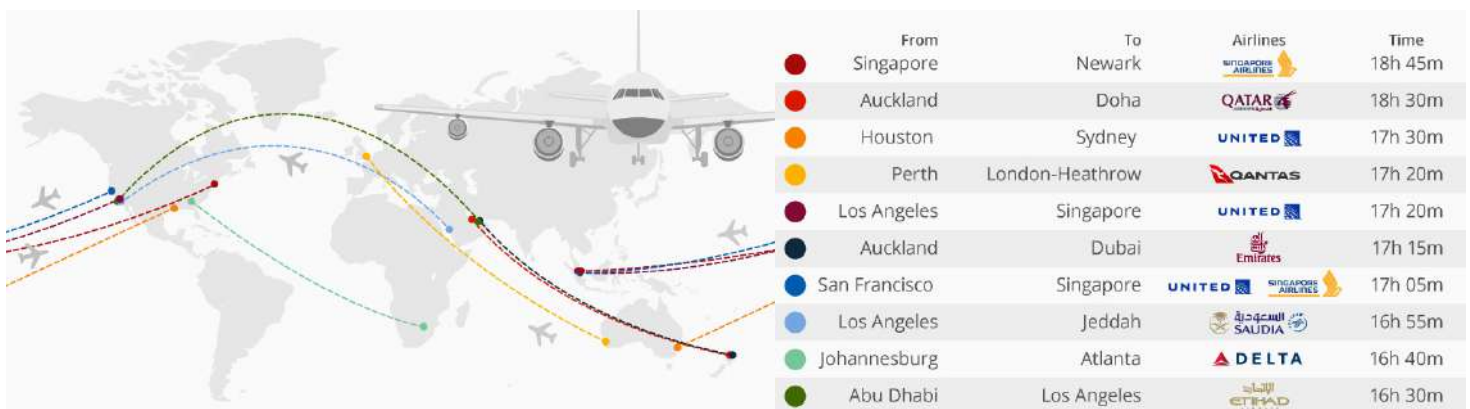 From To Airlines Time
Singapore Newark SINGAPORE AIRLINES 18h 45m
Auckland Doha QATAR 18h 30m
Houston Sydney UNITED 17h 30m
Perth London-Heathrow QANTAS 17h 20m
Los Angeles Singapore UNITED 17h 20m
Auckland Dubai Emirates 17h 15m
San Francisco Singapore UNITED SINGAPORE AIRLINES 17h 05m
Los Angeles Jeddah السعودية SAUDIA 16h 55m
Johannesburg Atlanta DELTA 16h 40m
Abu Dhabi Los Angeles ETIHAD 16h 30m